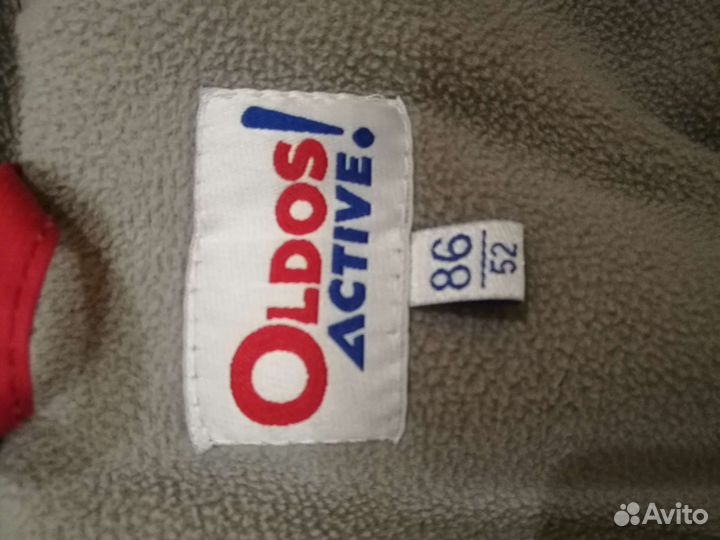 OLDOS!
ACTIVE.
86
52
Avito